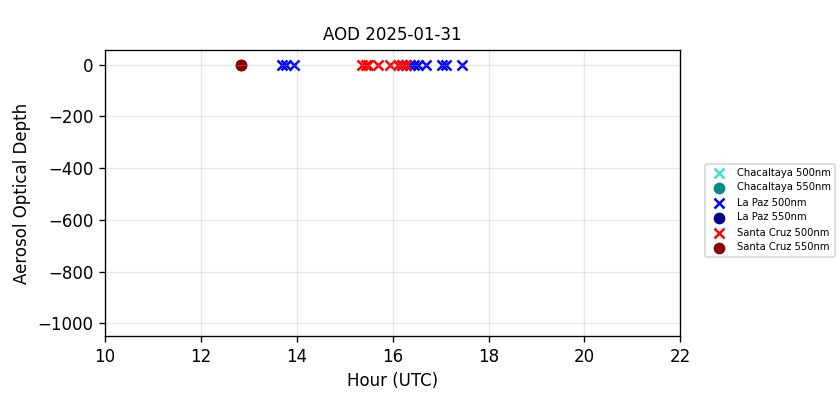 AOD 2025-01-31
Aerosol Optical Depth
0
−200
−400
−600
−800
−1000
10 12 14 16 18 20 22
Hour (UTC)
Chacaltaya 500nm
Chacaltaya 550nm
La Paz 500nm
La Paz 550nm
Santa Cruz 500nm
Santa Cruz 550nm